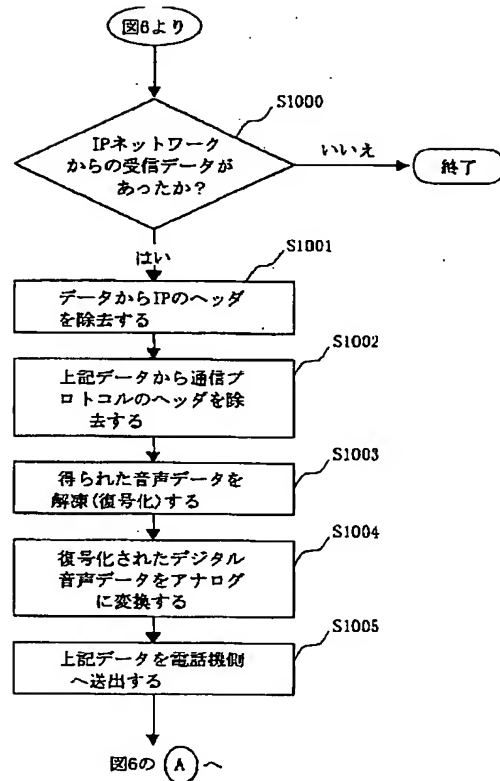 図6より
S1000
IPネットワーク
からの受信データが
あったか?
いいえ
終了
はい
S1001
データからIPのヘッダ
を除去する
S1002
上記データから通信プ
ロトコルのヘッダを除
去する
S1003
得られた音声データを
解凍(復号化)する
S1004
復号化されたデジタル
音声データをアナログ
に変換する
S1005
上記データを電話機側
へ送出する
図6の A へ